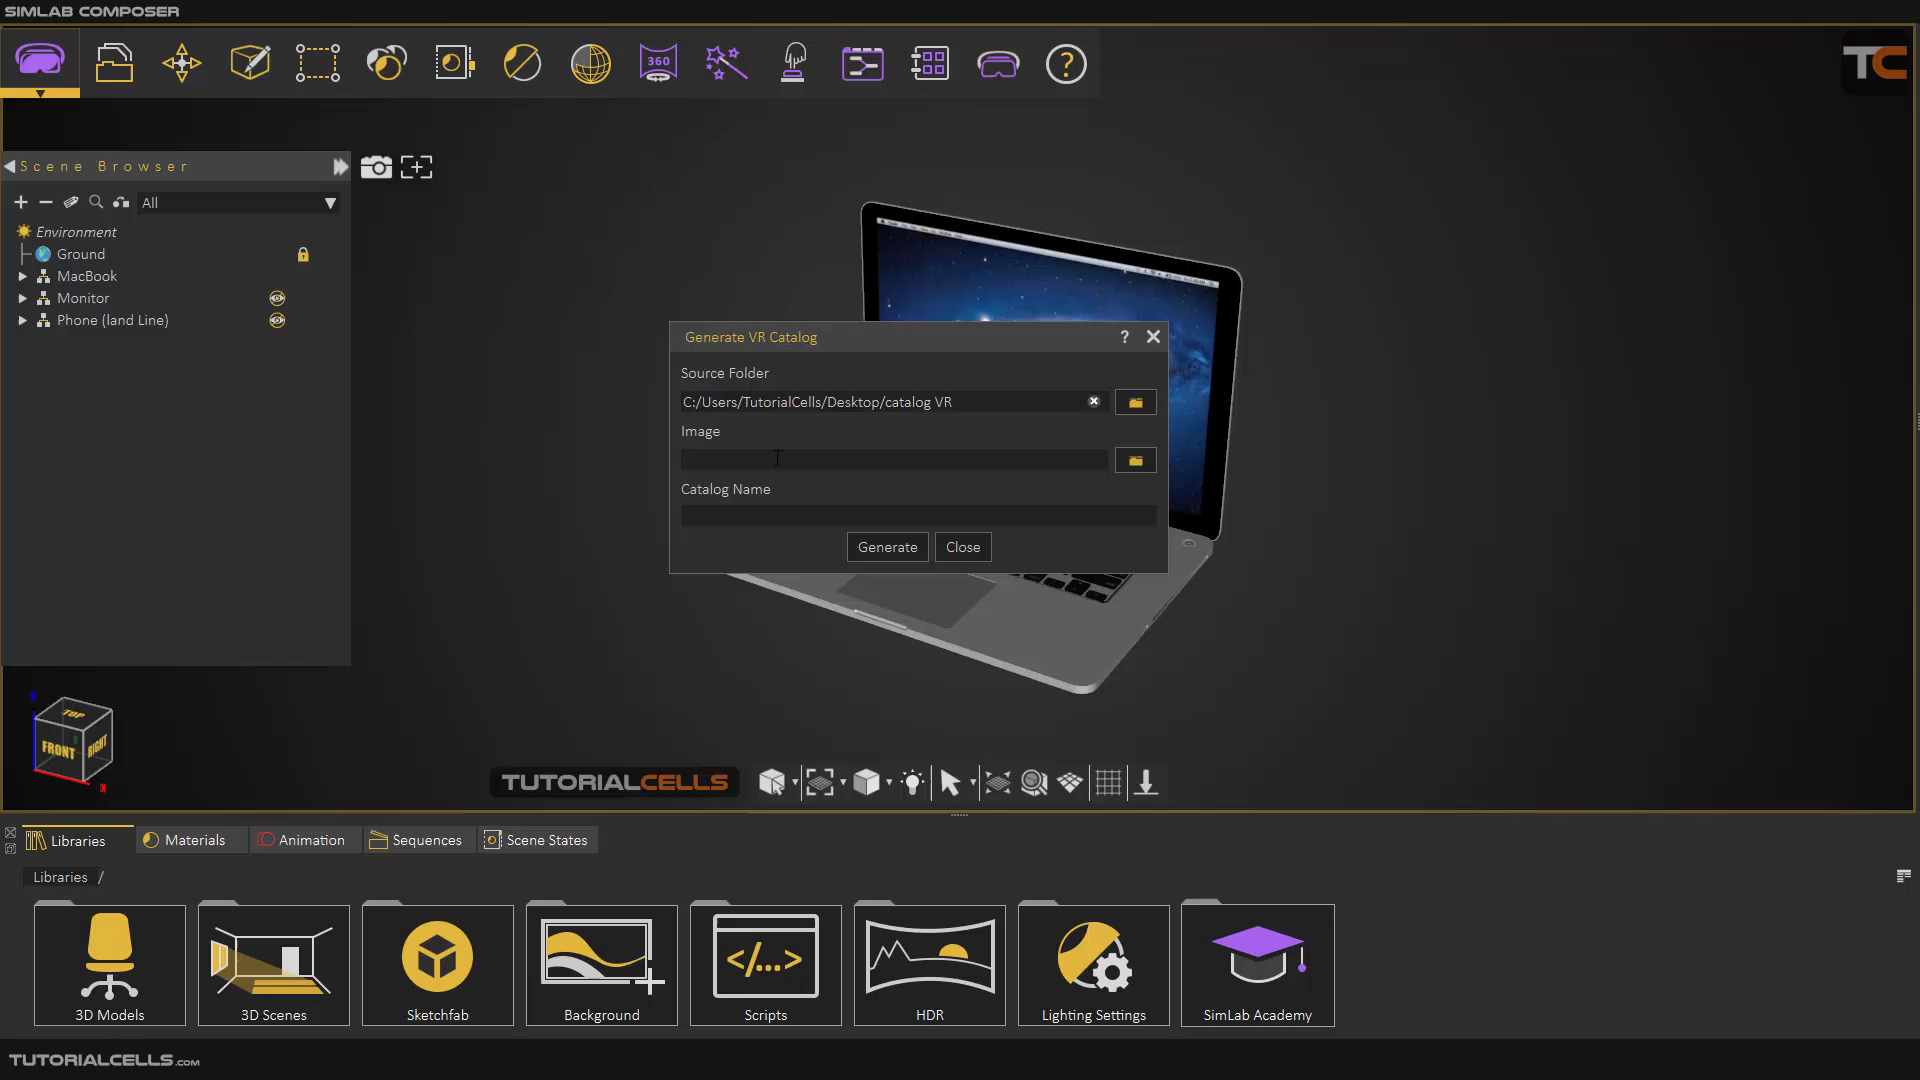 SIMLAB COMPOSER
360
?
TC
Scene Browser
All
Environment
Ground
MacBook
Monitor
Phone (land Line)
Generate VR Catalog
?
Source Folder
C:/Users/TutorialCells/Desktop/catalog VR
Image
Catalog Name
Generate
Close
TOP
FRONT
RIGHT
TUTORIALCELLS
Libraries
Materials
Animation
Sequences
Scene States
Libraries /
</...>
3D Models
3D Scenes
Sketchfab
Background
Scripts
HDR
Lighting Settings
SimLab Academy
TUTORIALCELLS.com